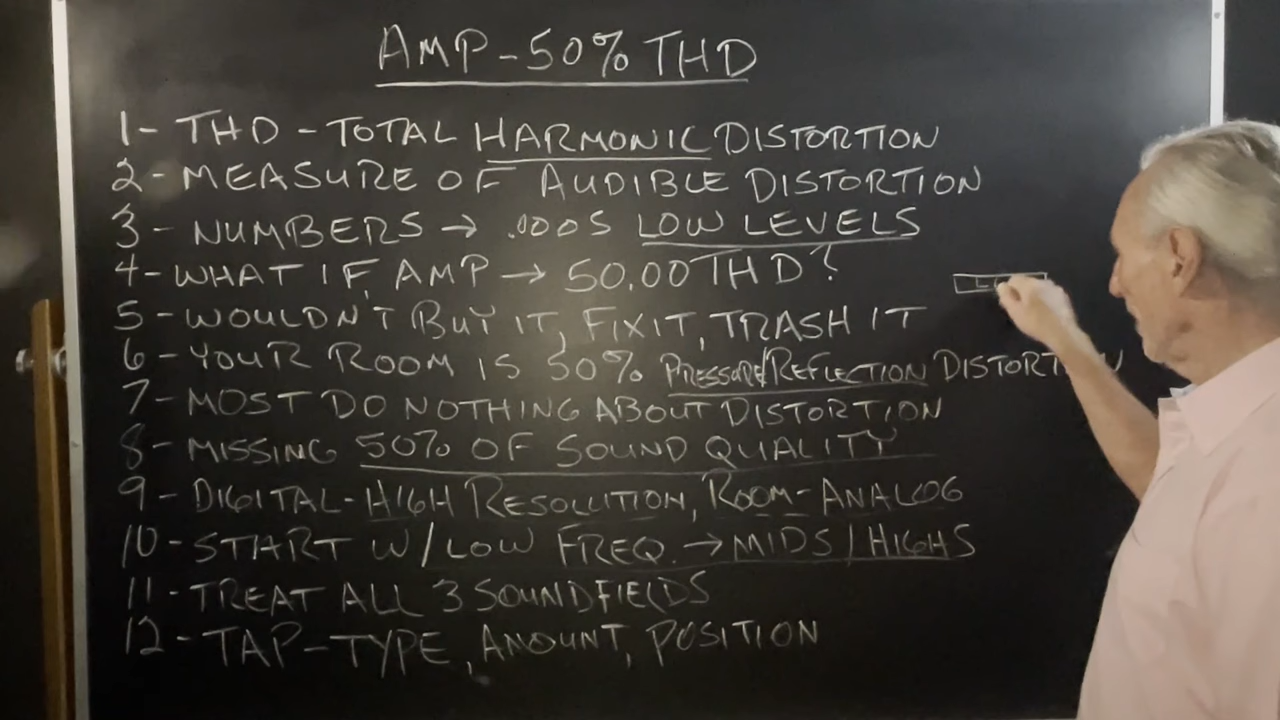 AMP - 50% THD
1 - THD - TOTAL HARMONIC DISTORTION
2 - MEASURE OF AUDIBLE DISTORTION
3 - NUMBERS → .0005 LOW LEVELS
4 - WHAT IF AMP → 50.00 THD?
5 - WOULDN'T BUY IT, FIX IT, TRASH IT
6 - YOUR ROOM IS 50% PRESSURE/REFLECTION DISTORTION
7 - MOST DO NOTHING ABOUT DISTORTION
8 - MISSING 50% OF SOUND QUALITY
9 - DIGITAL - HIGH RESOLUTION, ROOM - ANALOG
10 - START W/LOW FREQ. → MIDS/HIGHS
11 - TREAT ALL 3 SOUNDFIELDS
12 - TAP - TYPE, AMOUNT, POSITION